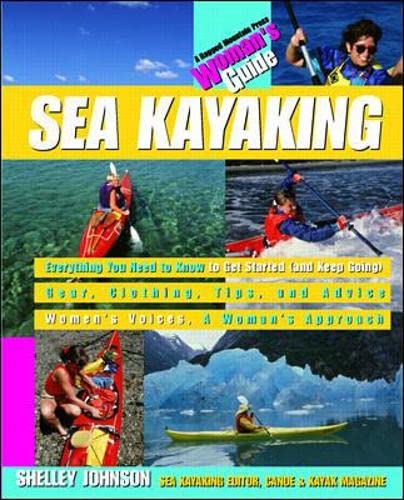 A Ragged Mountain Press
Woman's
Guide
SEA KAYAKING
Everything You Need to Know to Get Started (and Keep Going)
Gear, Clothing, Tips, and Advice
Women's Voices, A Woman's Approach
SHELLEY JOHNSON SEA KAYAKING EDITOR, CANOE & KAYAK MAGAZINE